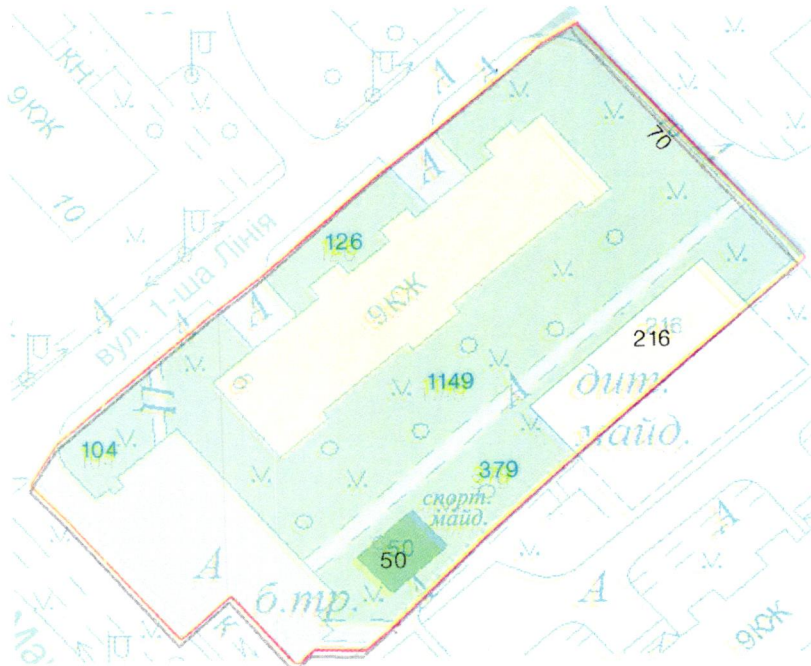 КН
9КЖ
10
А
А
70
А
126
вул. 1-ша Лінія
А
А
А
9КЖ
9
216
1149
А
дит.
майд.
П
104
379
спорт.
майд.
50
А
б.тр.
А
А
к
9КЖ